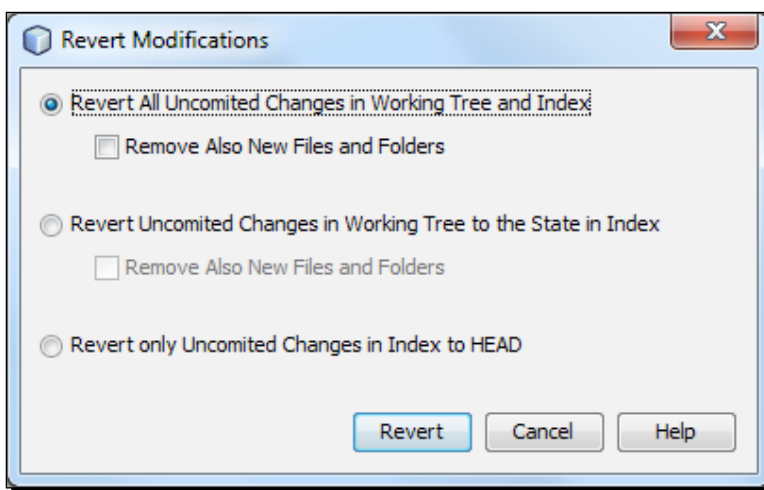 Revert Modifications
Revert All Uncomited Changes in Working Tree and Index
Remove Also New Files and Folders
Revert Uncomited Changes in Working Tree to the State in Index
Remove Also New Files and Folders
Revert only Uncomited Changes in Index to HEAD
Revert Cancel Help